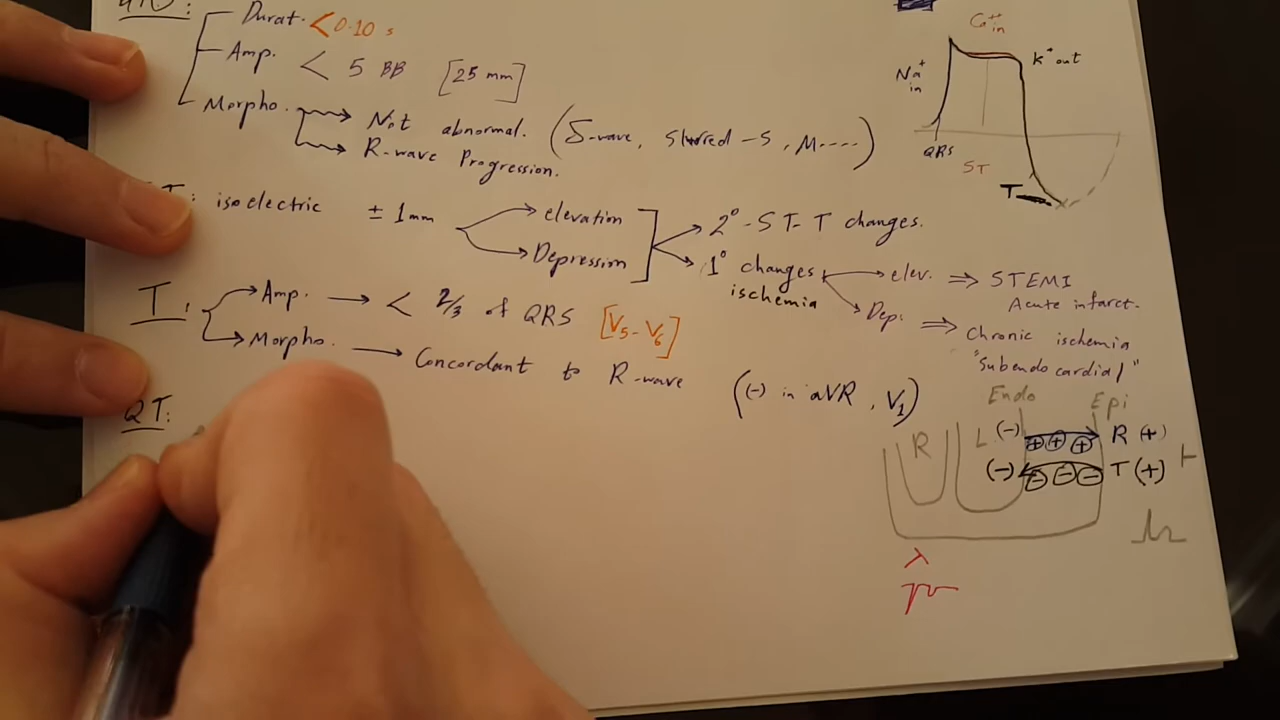 Durat. < 0.10 s
Amp. < 5 BB [25 mm]
Morpho. Not abnormal. (δ-wave, slurred-S, M....)
R-wave Progression.
isoelectric ± 1mm elevation
Depression
2° - ST-T changes.
1° changes ischemia
elev. ⇒ STEMI
Acute infarct.
Dep. ⇒ Chronic ischemia
"Subendocardial"
T: Amp. → < 2/3 of QRS [V5-V6]
Morpho. → Concordant to R-wave ((-) in aVR, V1)
QT:
Ca++ in
Na+ in
K+ out
QRS
ST
T
Endo Epi
R L (-) + + + R (+)
(-) - - - T (+)